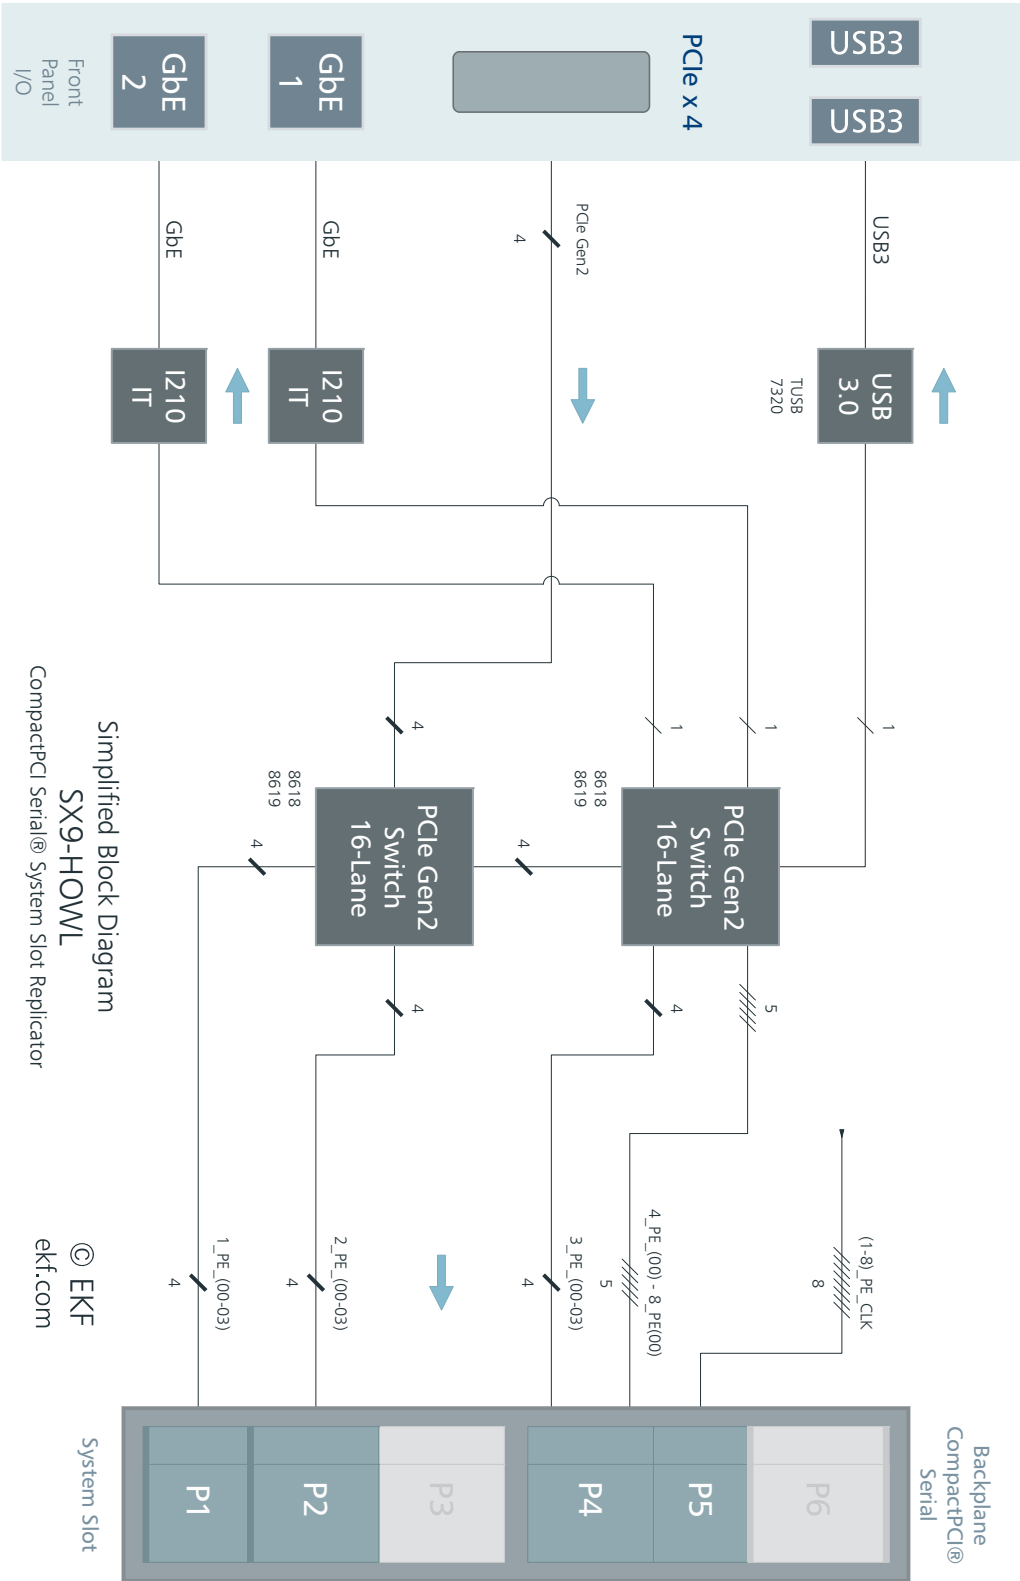 USB3
USB3
PCIe x 4
GbE
1
GbE
2
Front
Panel
I/O
USB3
PCIe Gen2
4
GbE
GbE
USB
3.0
TUSB
7320
I210
IT
I210
IT
1
1
1
4
PCIe Gen2
Switch
16-Lane
8618
8619
4
PCIe Gen2
Switch
16-Lane
8618
8619
4
5
4
4
(1-8)_PE_CLK
8
4_PE_(00) - 8_PE(00)
5
3_PE_(00-03)
4
2_PE_(00-03)
4
1_PE_(00-03)
4
Simplified Block Diagram
SX9-HOWL
CompactPCI Serial® System Slot Replicator
© EKF
ekf.com
Backplane
CompactPCI®
Serial
P6
P5
P4
P3
P2
P1
System Slot